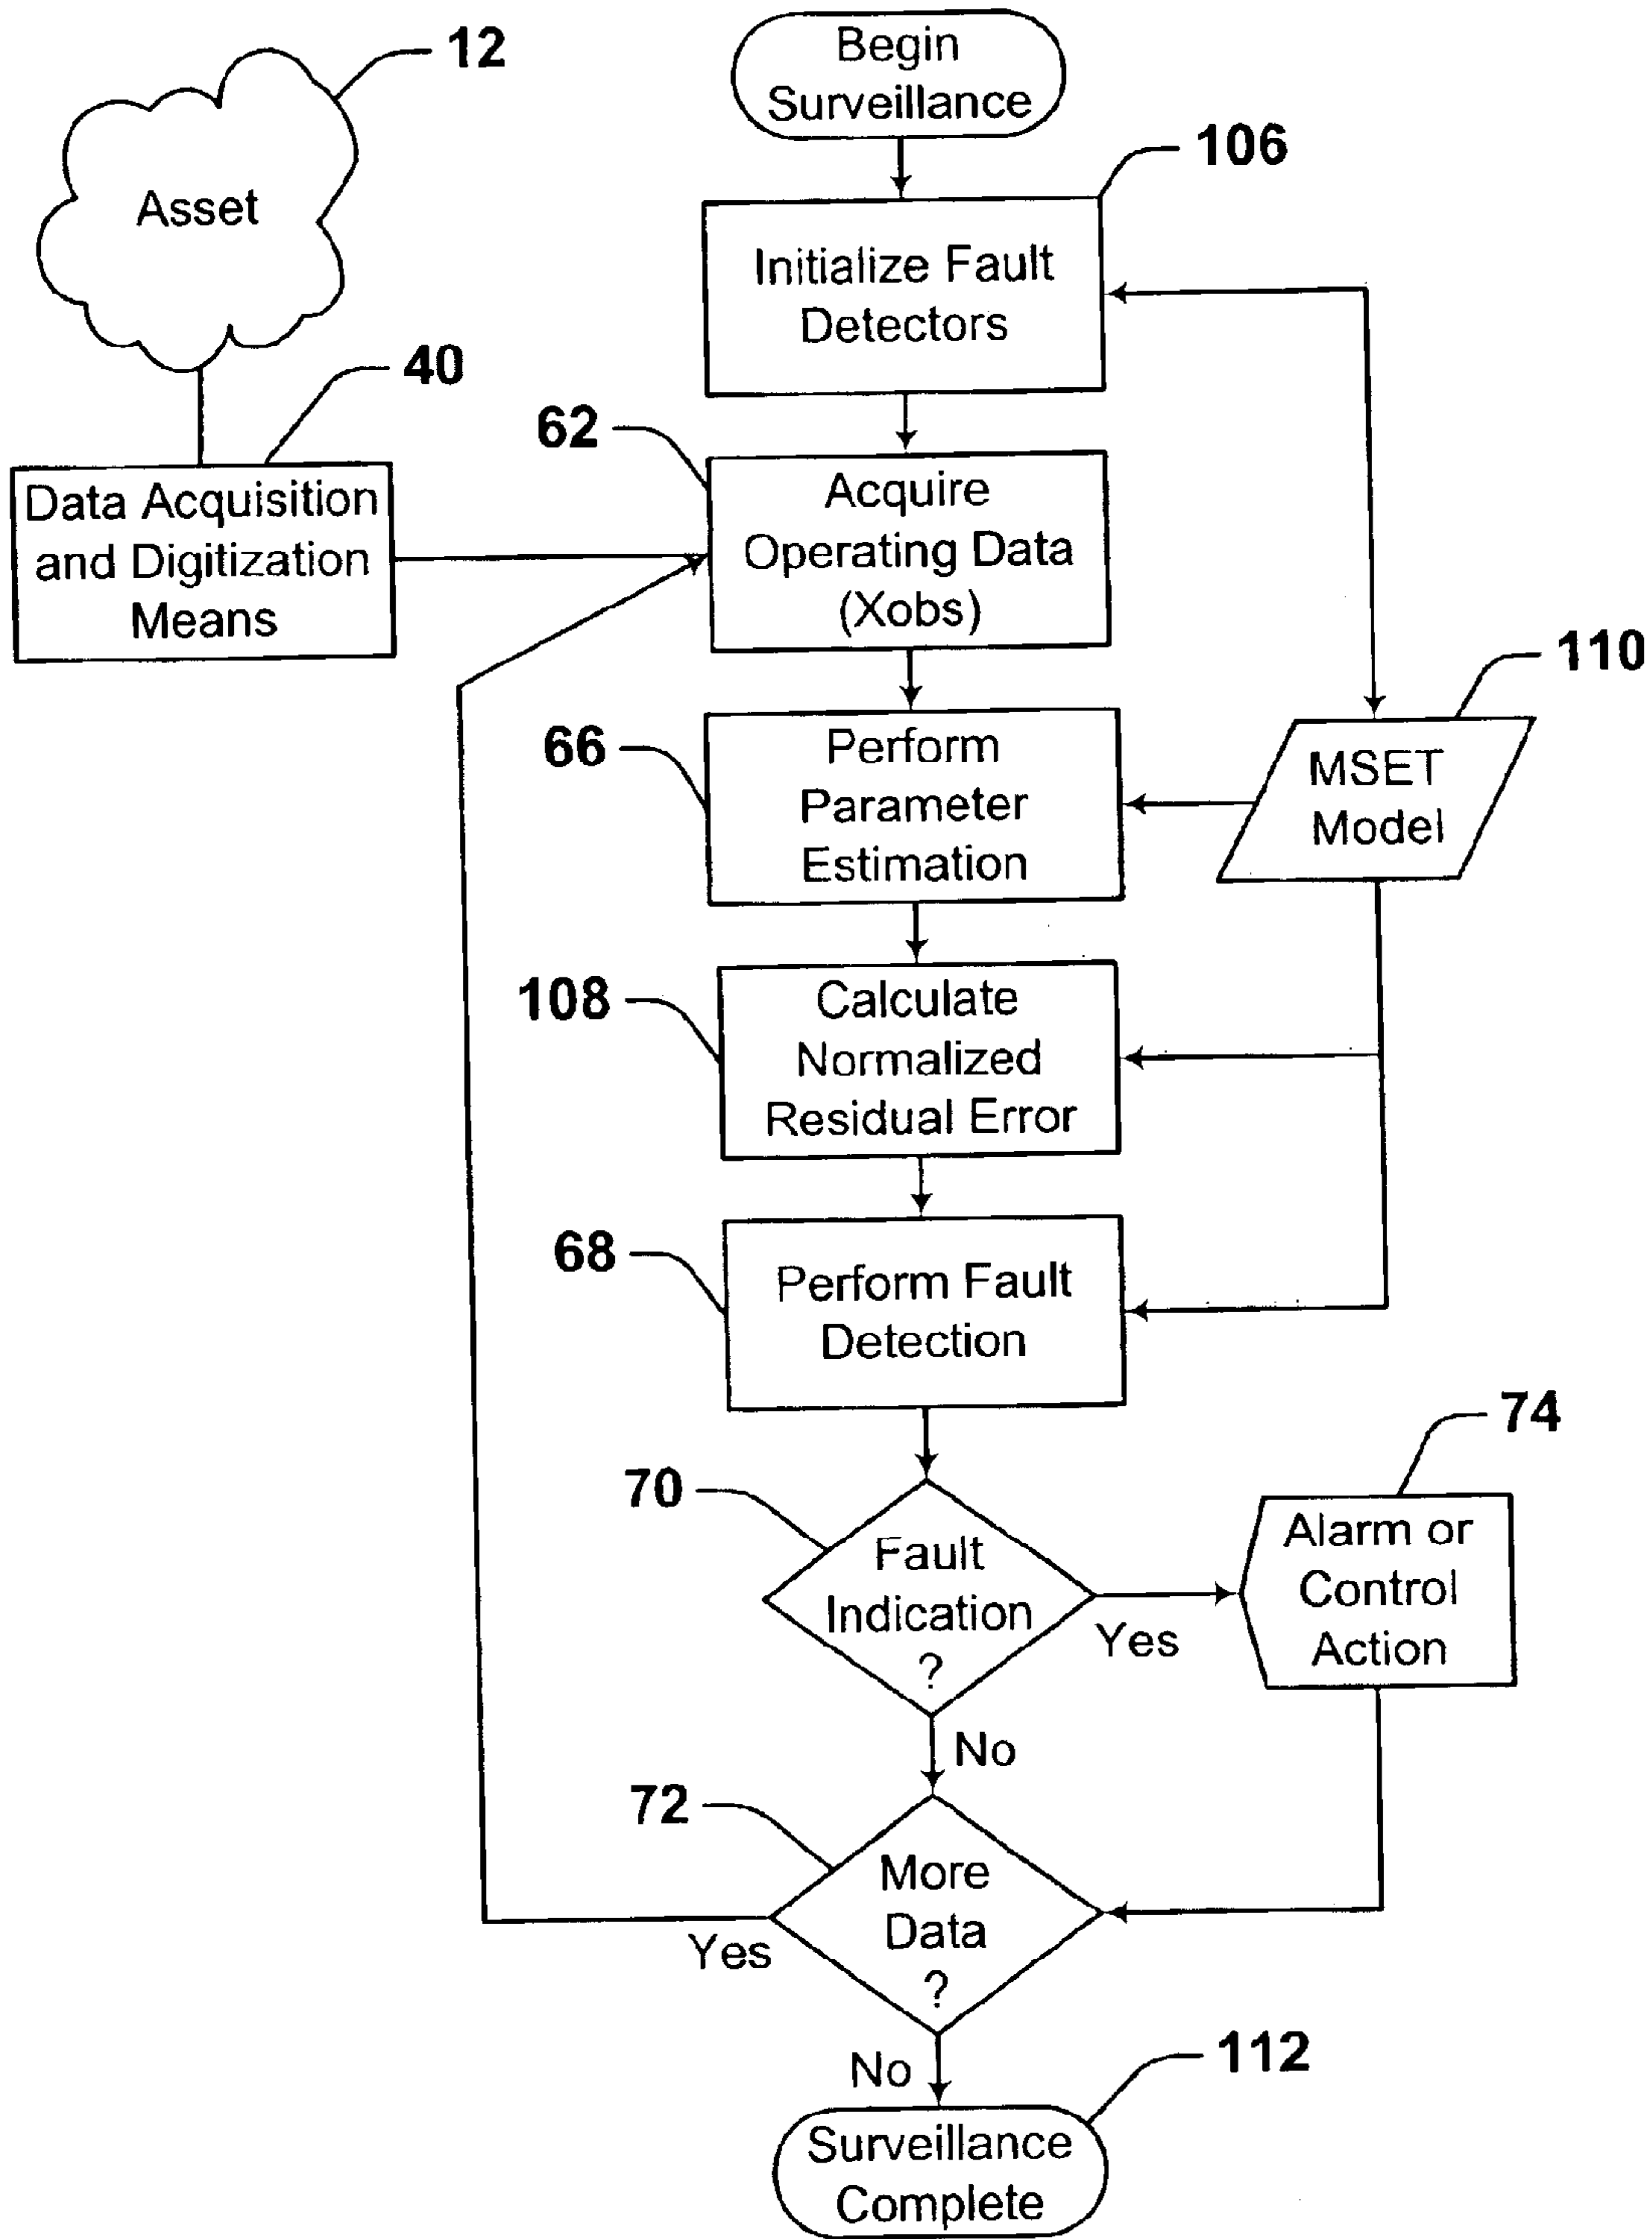 Begin
Surveillance
12
Asset
106
Initialize Fault
Detectors
40
Data Acquisition
and Digitization
Means
62
Acquire
Operating Data
(Xobs)
110
MSET
Model
66
Perform
Parameter
Estimation
108
Calculate
Normalized
Residual Error
68
Perform Fault
Detection
70
Fault
Indication
?
Yes
74
Alarm or
Control
Action
No
72
More
Data
?
Yes
No
112
Surveillance
Complete